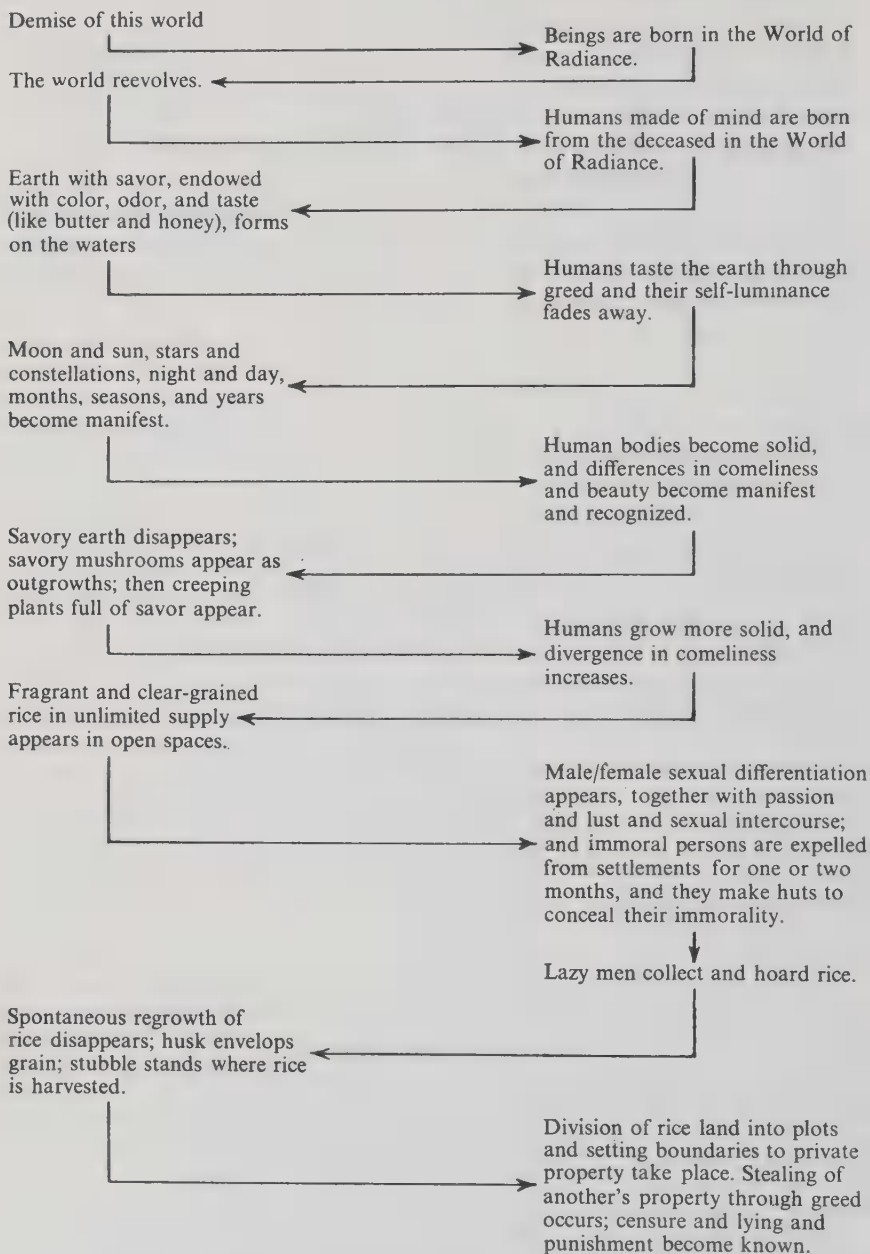 Demise of this world
Beings are born in the World of
Radiance.
The world reevolves.
Humans made of mind are born
from the deceased in the World
of Radiance.
Earth with savor, endowed
with color, odor, and taste
(like butter and honey), forms
on the waters
Humans taste the earth through
greed and their self-luminance
fades away.
Moon and sun, stars and
constellations, night and day,
months, seasons, and years
become manifest.
Human bodies become solid,
and differences in comeliness
and beauty become manifest
and recognized.
Savory earth disappears;
savory mushrooms appear as
outgrowths; then creeping
plants full of savor appear.
Humans grow more solid, and
divergence in comeliness
increases.
Fragrant and clear-grained
rice in unlimited supply
appears in open spaces.
Male/female sexual differentiation
appears, together with passion
and lust and sexual intercourse;
and immoral persons are expelled
from settlements for one or two
months, and they make huts to
conceal their immorality.
Lazy men collect and hoard rice.
Spontaneous regrowth of
rice disappears; husk envelops
grain; stubble stands where rice
is harvested.
Division of rice land into plots
and setting boundaries to private
property take place. Stealing of
another's property through greed
occurs; censure and lying and
punishment become known.